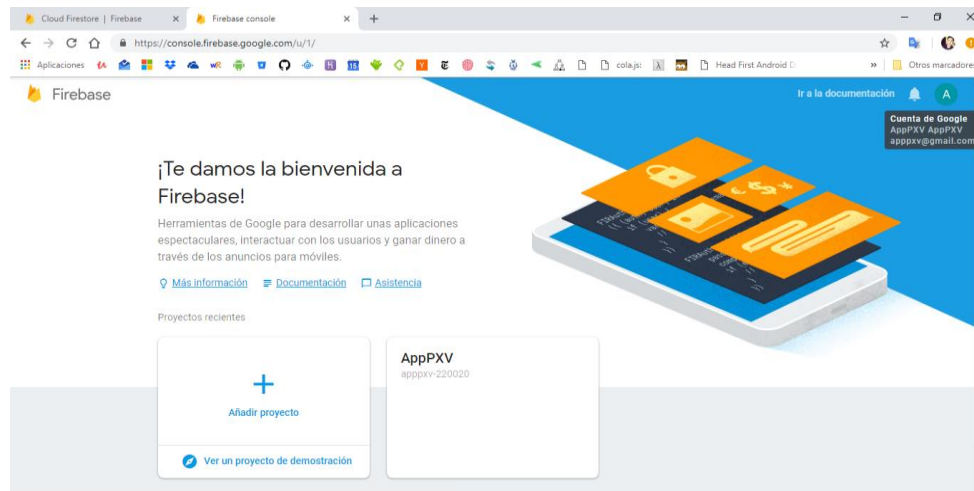 Cloud Firestore | Firebase
Firebase console
https://console.firebase.google.com/u/1/
Aplicaciones
cola.js:
Head First Android D
»
Otros marcadores
Firebase
Ir a la documentación
A
Cuenta de Google
AppPXV AppPXV
apppxv@gmail.com
¡Te damos la bienvenida a
Firebase!
Herramientas de Google para desarrollar unas aplicaciones
espectaculares, interactuar con los usuarios y ganar dinero a
través de los anuncios para móviles.
Más información Documentación Asistencia
Proyectos recientes
Añadir proyecto
Ver un proyecto de demostración
AppPXV
apppxv-220020